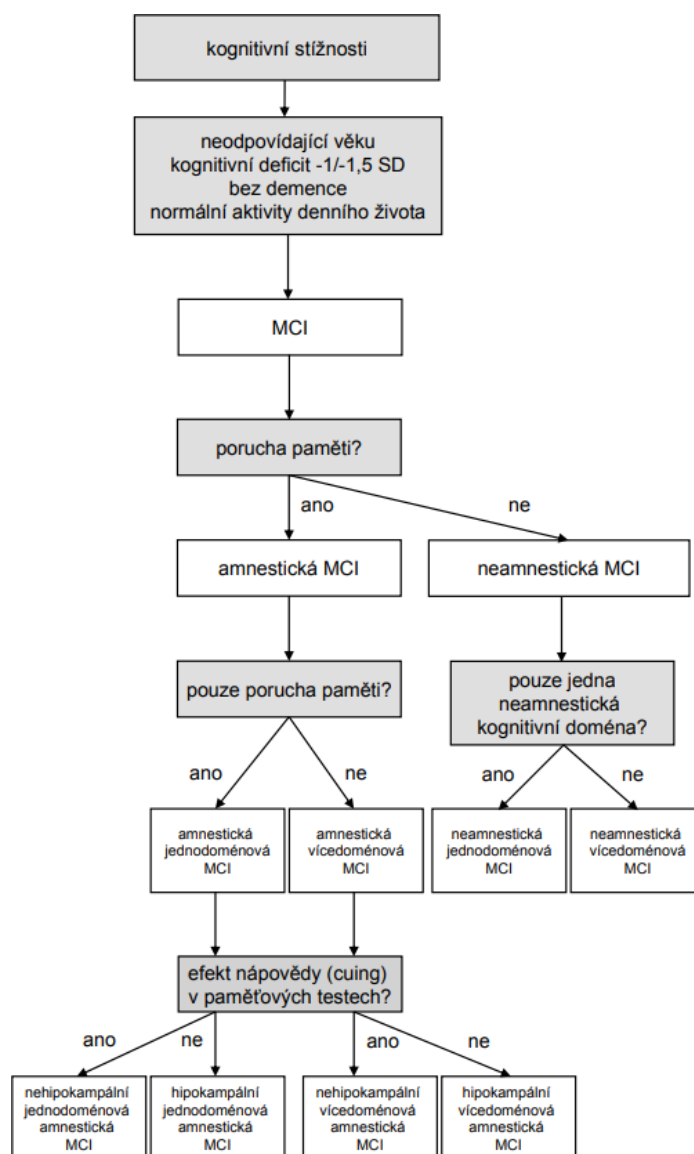 kognitivní stížnosti
neodpovídající věku
kognitivní deficit -1/-1,5 SD
bez demence
normální aktivity denního života
MCI
porucha paměti?
ano
ne
amnestická MCI
neamnestická MCI
pouze porucha paměti?
pouze jedna
neamnestická
kognitivní doména?
ano
ne
ano
ne
amnestická
jednodoménová
MCI
amnestická
vícedoménová
MCI
neamnestická
jednodoménová
MCI
neamnestická
vícedoménová
MCI
efekt nápovědy (cuing)
v paměťových testech?
ano
ne
ano
ne
nehipokampální
jednodoménová
amnestická
MCI
hipokampální
jednodoménová
amnestická
MCI
nehipokampální
vícedoménová
amnestická
MCI
hipokampální
vícedoménová
amnestická
MCI